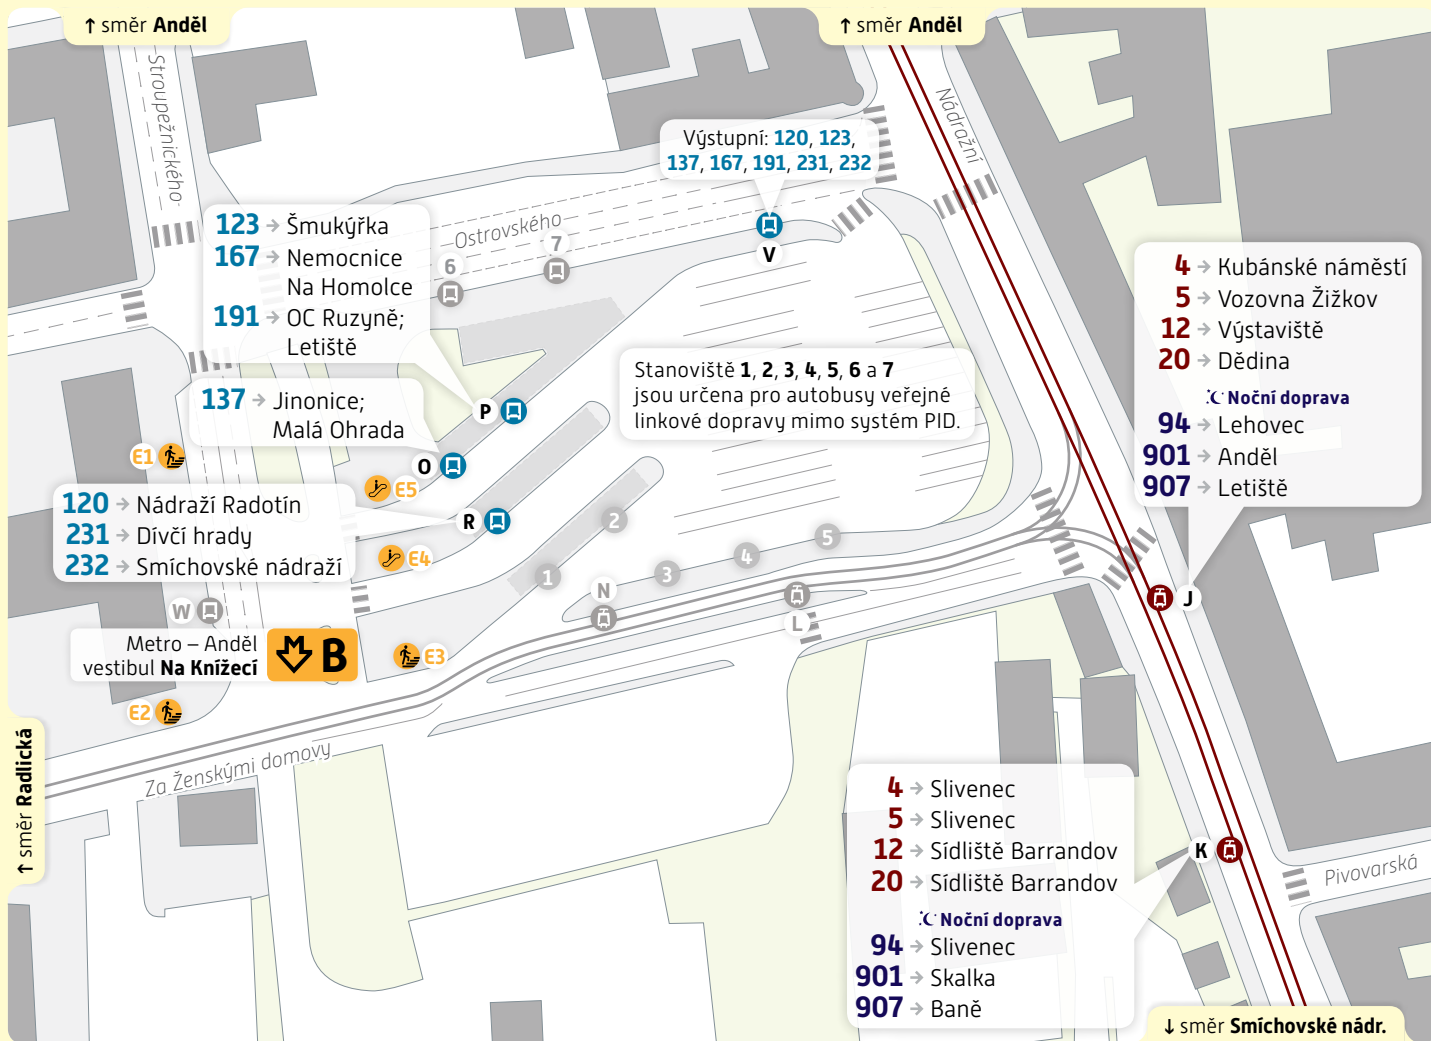 ↑ směr Anděl
↑ směr Anděl
Stroupežnického
Nádražní
Výstupní: 120, 123,
137, 167, 191, 231, 232
V
Ostrovského
6
7
123 → Šmukýřka
167 → Nemocnice
Na Homolce
191 → OC Ruzyně;
Letiště
P
137 → Jinonice;
Malá Ohrada
O
E1
E5
120 → Nádraží Radotín
231 → Dívčí hrady
232 → Smíchovské nádraží
R
E4
Stanoviště 1, 2, 3, 4, 5, 6 a 7
jsou určena pro autobusy veřejné
linkové dopravy mimo systém PID.
4 → Kubánské náměstí
5 → Vozovna Žižkov
12 → Výstaviště
20 → Dědina
Noční doprava
94 → Lehovec
901 → Anděl
907 → Letiště
J
1
2
3
4
5
N
L
W
Metro – Anděl
vestibul Na Knížecí
M B
E3
E2
↑ směr Radlická
Za Ženskými domovy
4 → Slivenec
5 → Slivenec
12 → Sídliště Barrandov
20 → Sídliště Barrandov
Noční doprava
94 → Slivenec
901 → Skalka
907 → Baně
K
Pivovarská
↓ směr Smíchovské nádr.